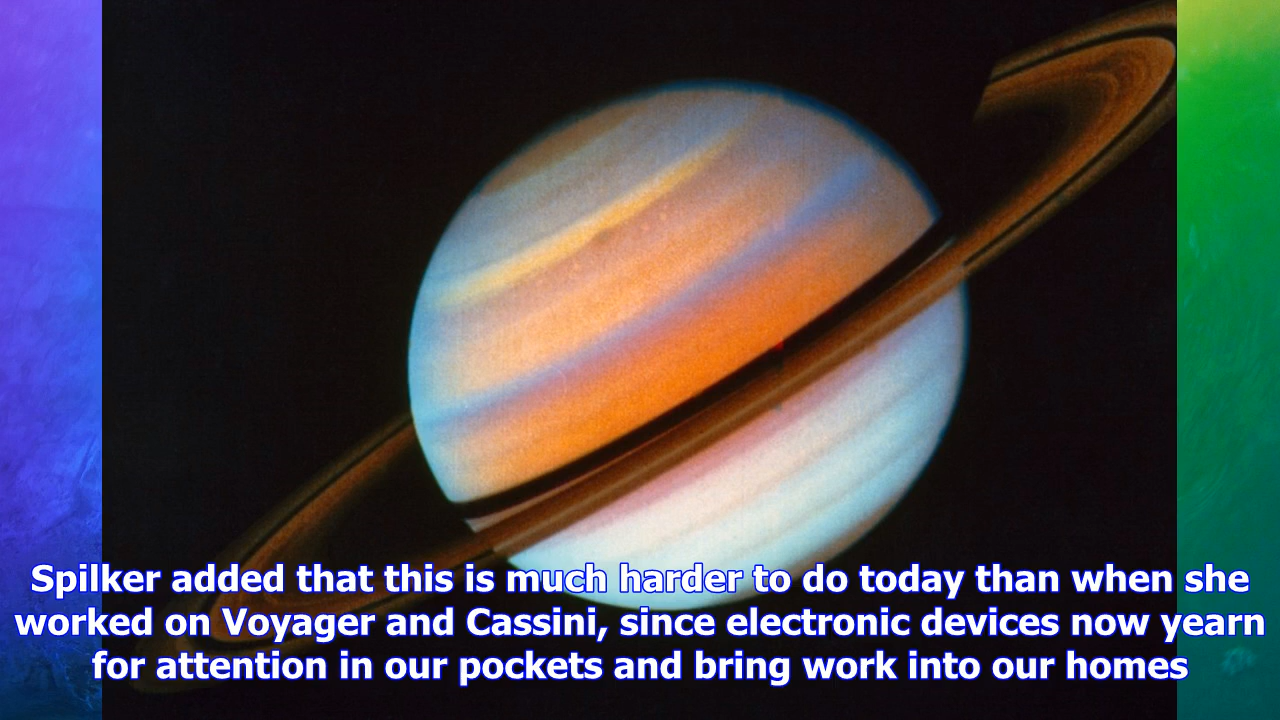 Spilker added that this is much harder to do today than when she
worked on Voyager and Cassini, since electronic devices now yearn
for attention in our pockets and bring work into our homes